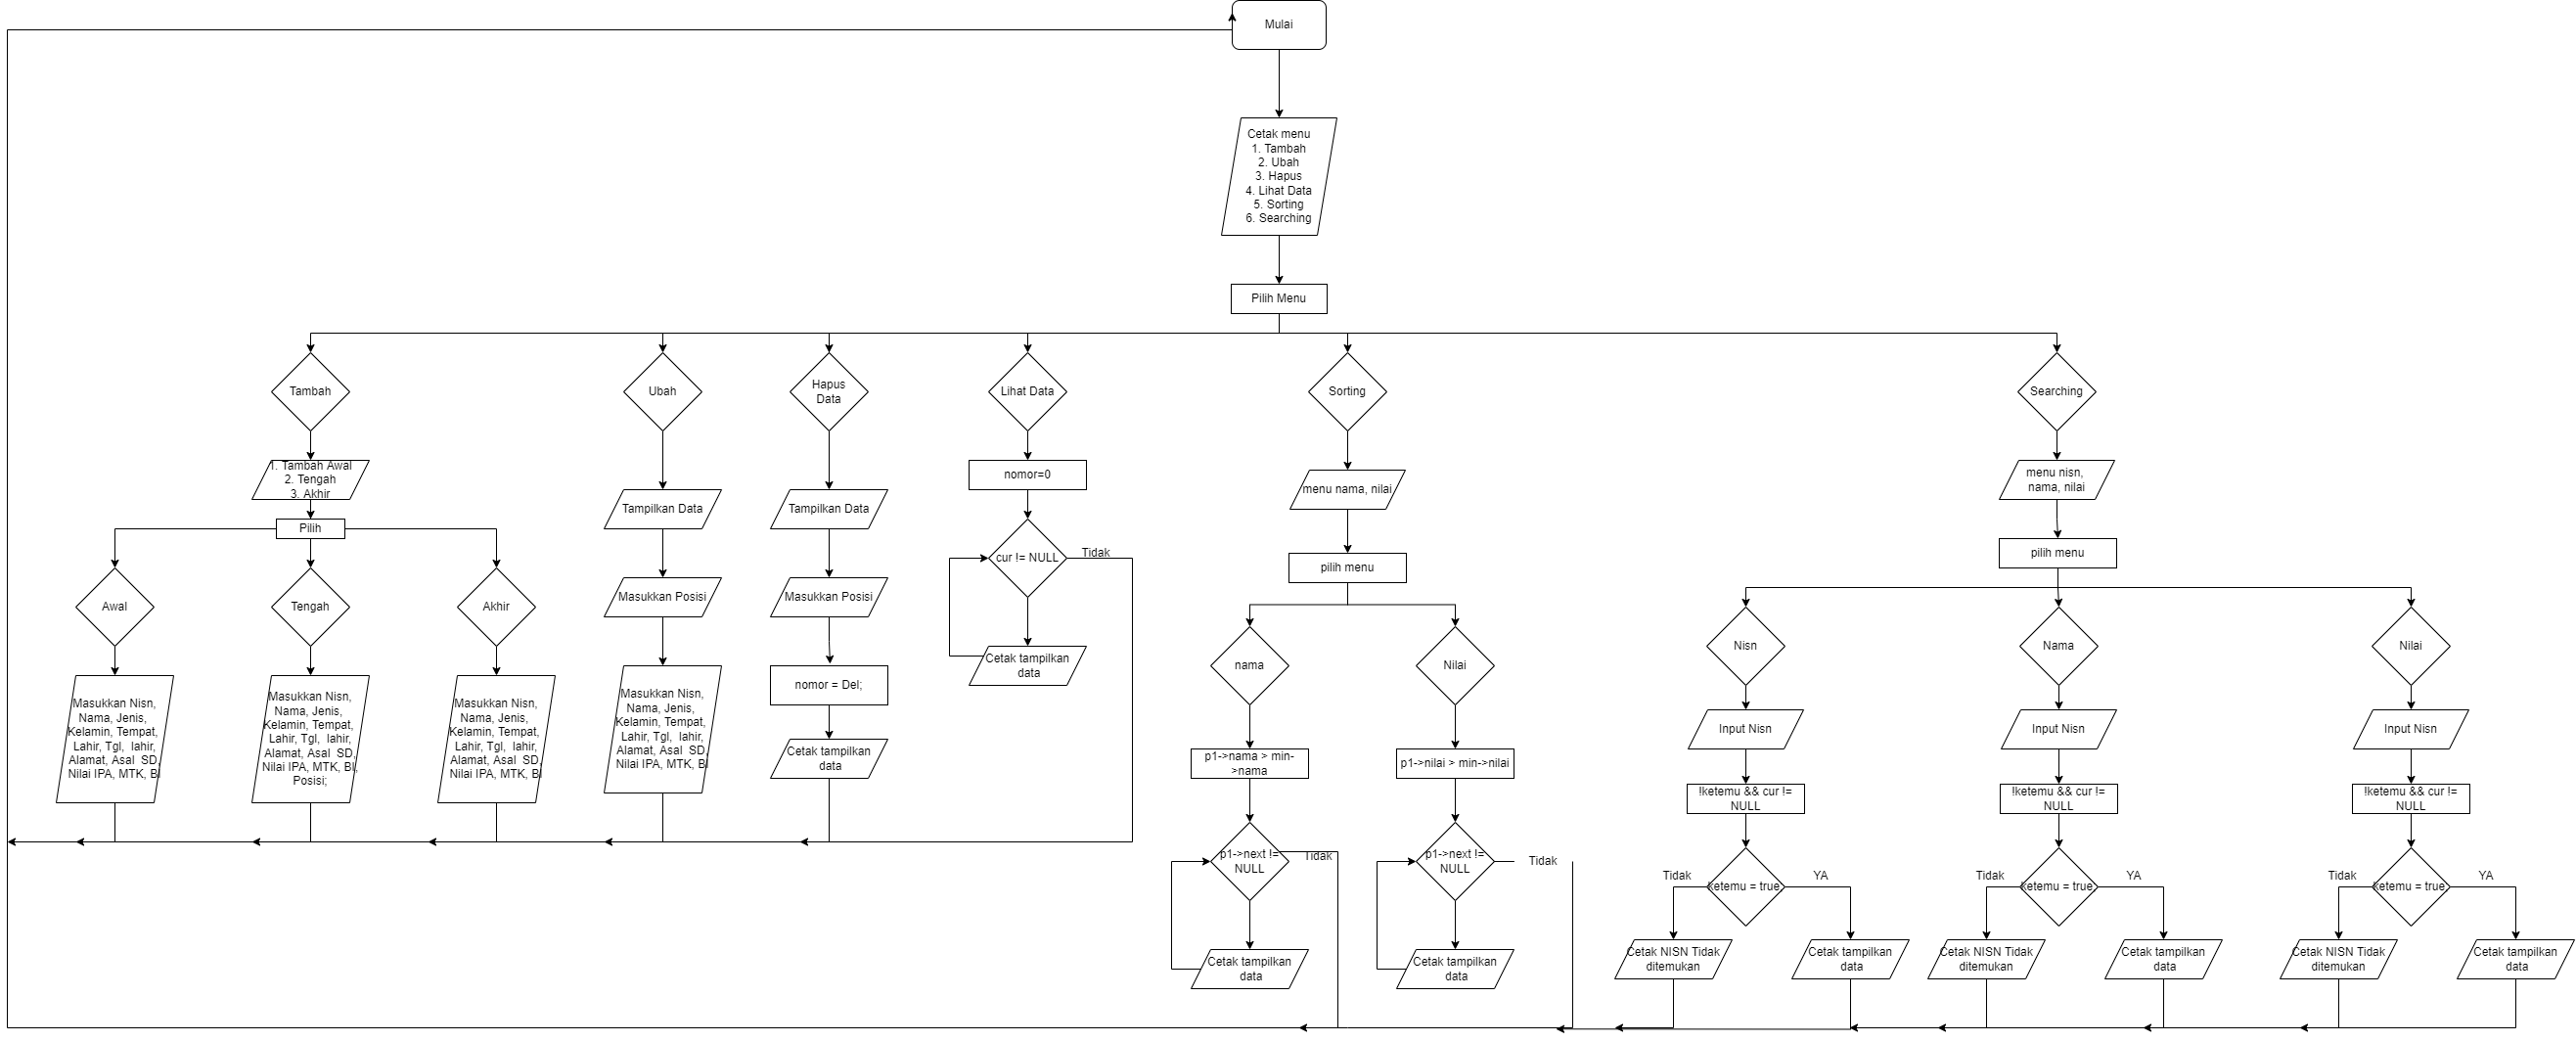 Mulai
Cetak menu
1. Tambah
2. Ubah
3. Hapus
4. Lihat Data
5. Sorting
6. Searching
Pilih Menu
Tambah
Ubah
Hapus
Data
Lihat Data
Sorting
Searching
1. Tambah Awal
2. Tengah
3. Akhir
Pilih
Awal
Tengah
Akhir
Masukkan Nisn,
Nama, Jenis,
Kelamin, Tempat,
Lahir, Tgl, lahir,
Alamat, Asal SD,
Nilai IPA, MTK, BI
Masukkan Nisn,
Nama, Jenis,
Kelamin, Tempat,
Lahir, Tgl, lahir,
Alamat, Asal SD,
Nilai IPA, MTK, BI,
Posisi;
Masukkan Nisn,
Nama, Jenis,
Kelamin, Tempat,
Lahir, Tgl, lahir,
Alamat, Asal SD,
Nilai IPA, MTK, BI
Tampilkan Data
Masukkan Posisi
Masukkan Nisn,
Nama, Jenis,
Kelamin, Tempat,
Lahir, Tgl, lahir,
Alamat, Asal SD,
Nilai IPA, MTK, BI
Tampilkan Data
Masukkan Posisi
nomor = Del;
Cetak tampilkan
data
nomor=0
cur != NULL
Tidak
Cetak tampilkan
data
menu nama, nilai
pilih menu
nama
p1->nama > min-
>nama
p1->next !=
NULL
Tidak
Cetak tampilkan
data
Nilai
p1->nilai > min->nilai
p1->next !=
NULL
Tidak
Cetak tampilkan
data
menu nisn,
nama, nilai
pilih menu
Nisn
Input Nisn
!ketemu && cur !=
NULL
ketemu = true
Tidak
YA
Cetak NISN Tidak
ditemukan
Cetak tampilkan
data
Nama
Input Nisn
!ketemu && cur !=
NULL
ketemu = true
Tidak
YA
Cetak NISN Tidak
ditemukan
Cetak tampilkan
data
Nilai
Input Nisn
!ketemu && cur !=
NULL
ketemu = true
Tidak
YA
Cetak NISN Tidak
ditemukan
Cetak tampilkan
data